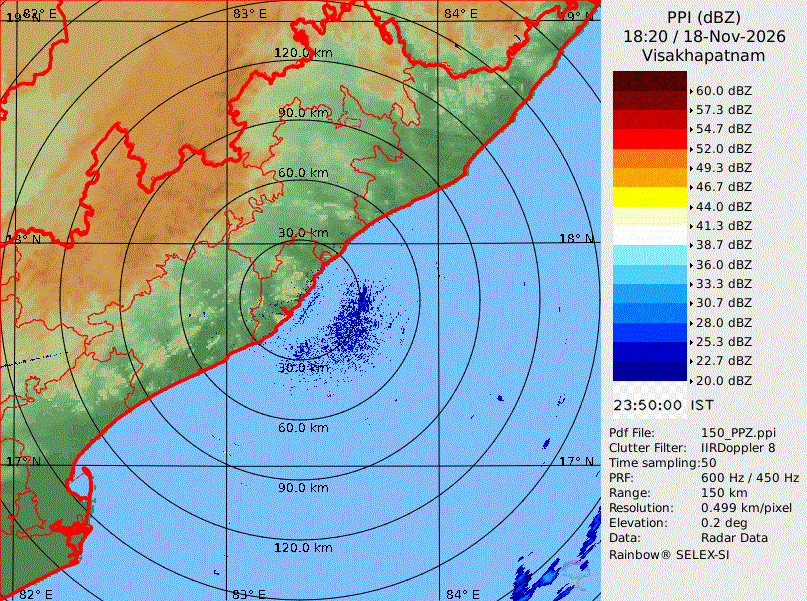 82° E
83° E
84° E
19° N
19° N
120.0 km
90.0 km
60.0 km
30.0 km
18° N
18° N
30.0 km
60.0 km
17° N
17° N
90.0 km
120.0 km
82° E
83° E
84° E
PPI (dBZ)
18:20 / 18-Nov-2026
Visakhapatnam
60.0 dBZ
57.3 dBZ
54.7 dBZ
52.0 dBZ
49.3 dBZ
46.7 dBZ
44.0 dBZ
41.3 dBZ
38.7 dBZ
36.0 dBZ
33.3 dBZ
30.7 dBZ
28.0 dBZ
25.3 dBZ
22.7 dBZ
20.0 dBZ
23:50:00 IST
Pdf File: 150_PPZ.ppi
Clutter Filter: IIRDoppler 8
Time sampling:50
PRF: 600 Hz / 450 Hz
Range: 150 km
Resolution: 0.499 km/pixel
Elevation: 0.2 deg
Data: Radar Data
Rainbow® SELEX-SI